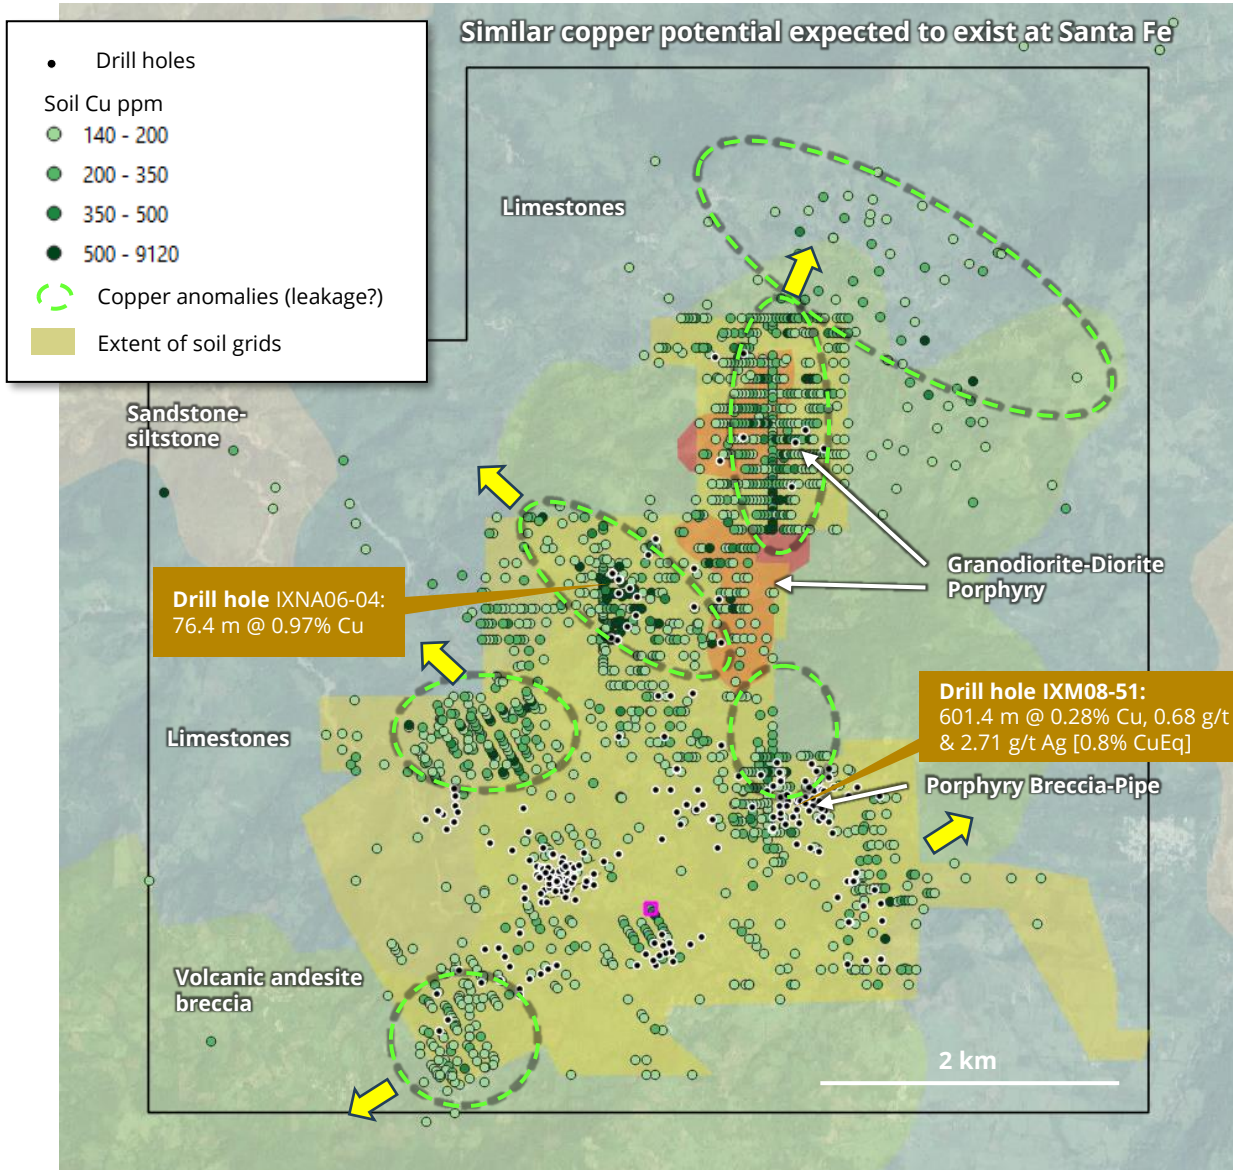 Similar copper potential expected to exist at Santa Fe
Drill holes
Soil Cu ppm
140 - 200
200 - 350
350 - 500
500 - 9120
Copper anomalies (leakage?)
Extent of soil grids
Limestones
Sandstone-
siltstone
Granodiorite-Diorite
Porphyry
Drill hole IXNA06-04:
76.4 m @ 0.97% Cu
Drill hole IXM08-51:
601.4 m @ 0.28% Cu, 0.68 g/t
& 2.71 g/t Ag [0.8% CuEq]
Limestones
Porphyry Breccia-Pipe
Volcanic andesite
breccia
2 km